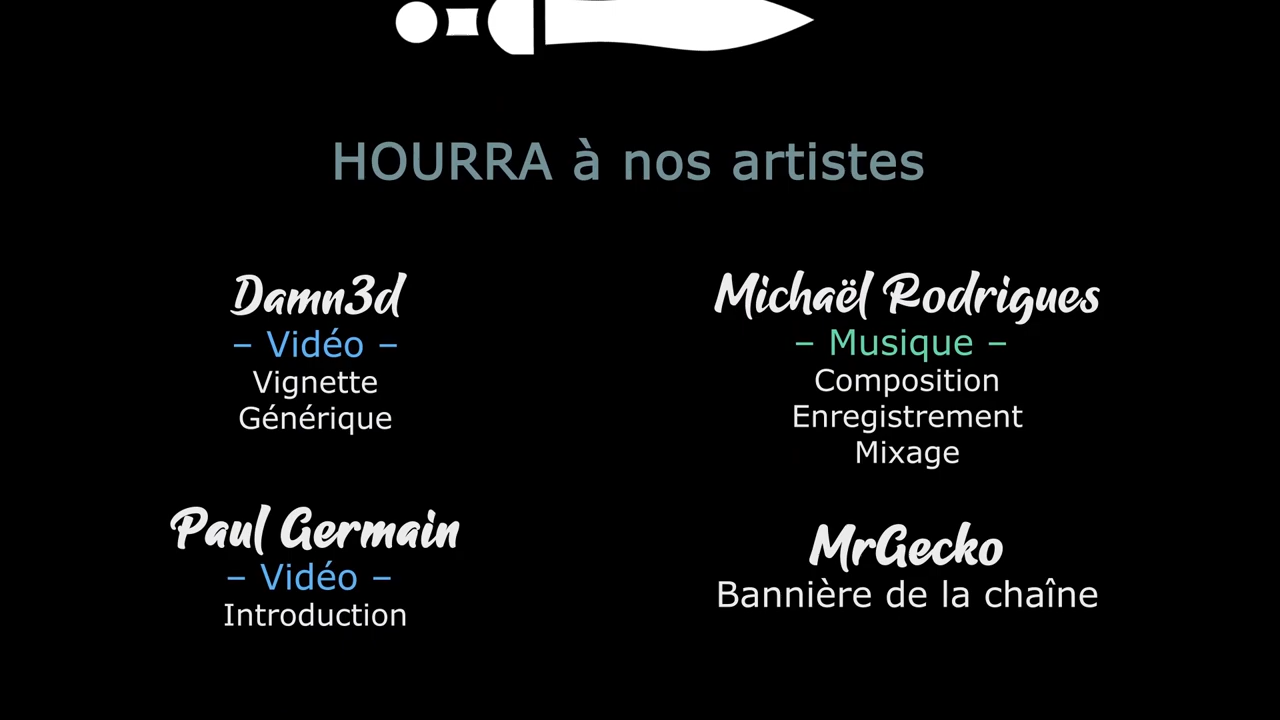 HOURRA à nos artistes
Damn3d
– Vidéo –
Vignette
Générique
Michaël Rodrigues
– Musique –
Composition
Enregistrement
Mixage
Paul Germain
– Vidéo –
Introduction
MrGecko
Bannière de la chaîne